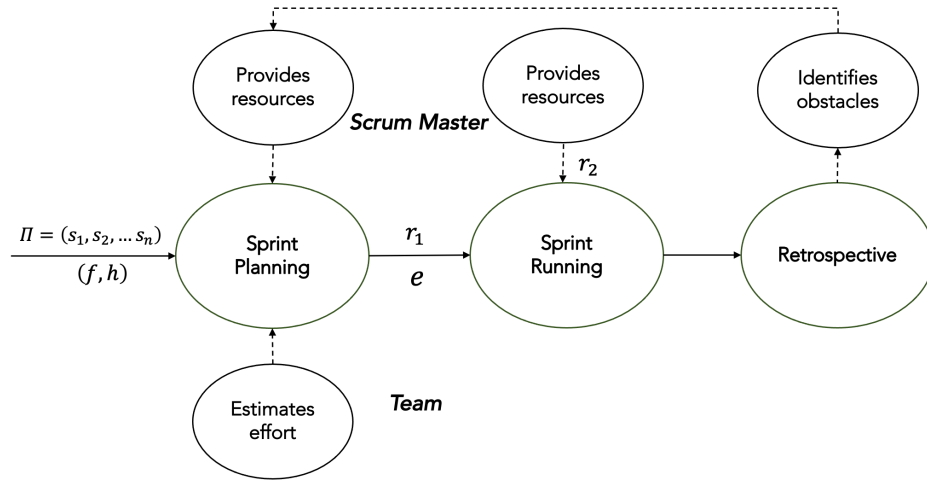 Provides
resources
Provides
resources
Identifies
obstacles
Scrum Master
r₂
Π = (s₁, s₂, … sₙ)
(f, h)
Sprint
Planning
r₁
e
Sprint
Running
Retrospective
Estimates
effort
Team